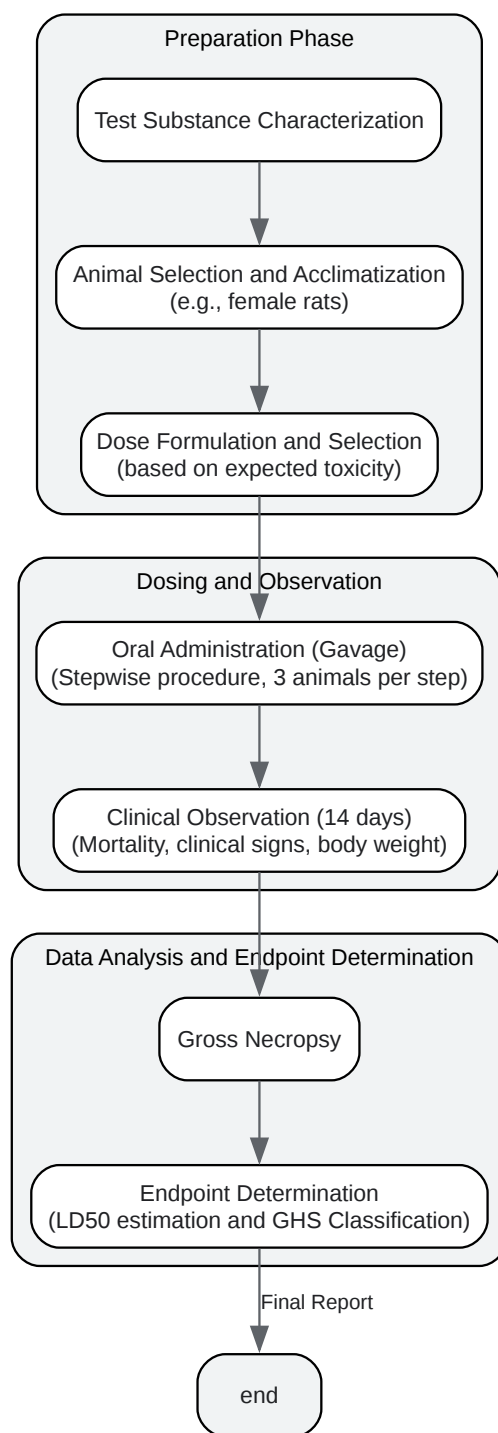 Preparation Phase
Test Substance Characterization
Animal Selection and Acclimatization
(e.g., female rats)
Dose Formulation and Selection
(based on expected toxicity)
Dosing and Observation
Oral Administration (Gavage)
(Stepwise procedure, 3 animals per step)
Clinical Observation (14 days)
(Mortality, clinical signs, body weight)
Data Analysis and Endpoint Determination
Gross Necropsy
Endpoint Determination
(LD50 estimation and GHS Classification)
Final Report
end